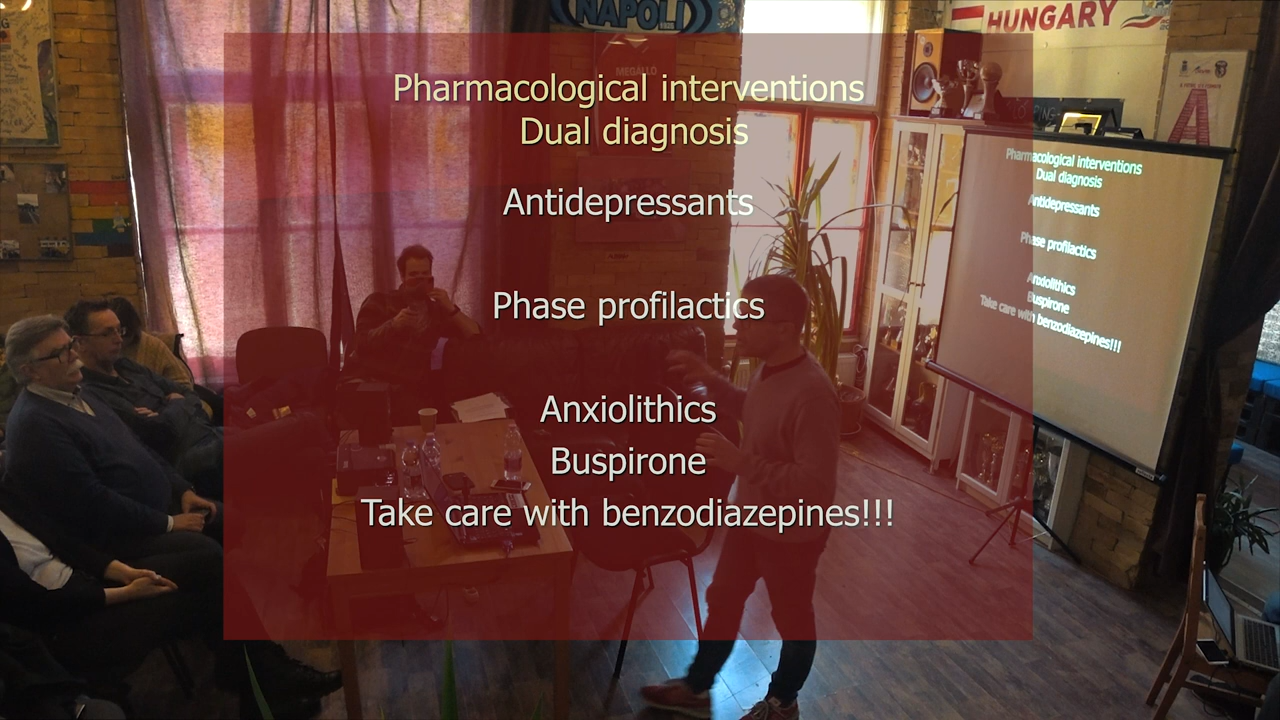 NAPOLI
HUNGARY
MEGÁLLÓ
Pharmacological interventions
Dual diagnosis
Antidepressants
Phase profilactics
Anxiolithics
Buspirone
Take care with benzodiazepines!!!
Pharmacological interventions
Dual diagnosis
Antidepressants
Phase profilactics
Anxiolithics
Buspirone
Take care with benzodiazepines!!!